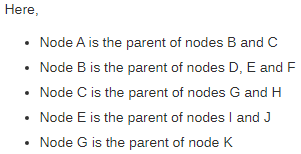 Here,
• Node A is the parent of nodes B and C
• Node B is the parent of nodes D, E and F
• Node C is the parent of nodes G and H
• Node E is the parent of nodes I and J
• Node G is the parent of node K